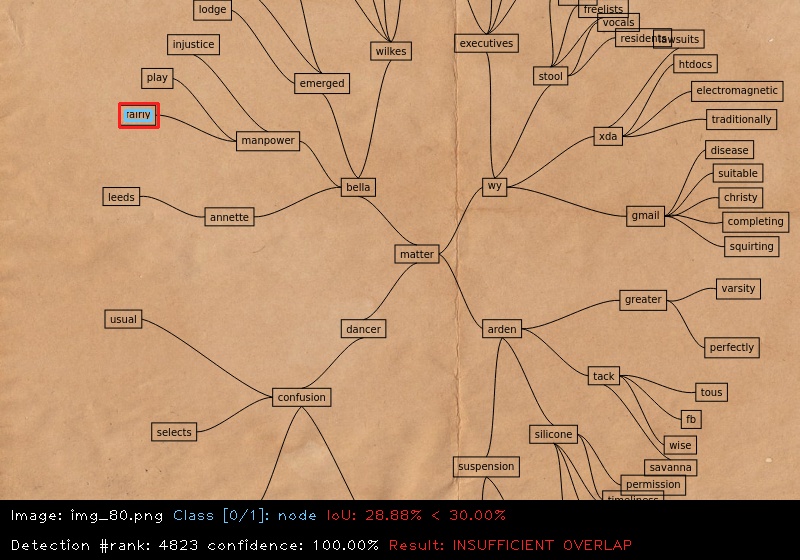 lodge
freelists
vocals
injustice
wilkes
executives
residents
lawsuits
htdocs
play
emerged
stool
electromagnetic
fairly
manpower
xda
traditionally
disease
suitable
leeds
annette
bella
wy
gmail
christy
completing
squirting
matter
varsity
greater
usual
dancer
arden
perfectly
tack
tous
confusion
fb
selects
silicone
wise
suspension
savanna
permission
timeliness
Image: img_80.png Class [0/1]: node IoU: 28.88% < 30.00%
Detection #rank: 4823 confidence: 100.00% Result: INSUFFICIENT OVERLAP